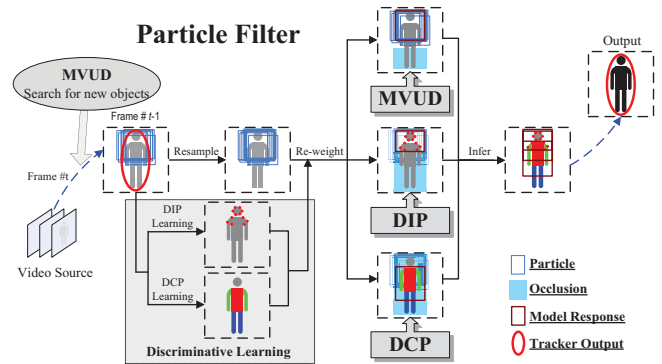 Particle Filter
MVUD
Search for new objects
Frame # t-1
Frame #t
Video Source
Resample
Re-weight
DIP
Learning
DCP
Learning
Discriminative Learning
MVUD
DIP
DCP
Infer
Output
Particle
Occlusion
Model Response
Tracker Output